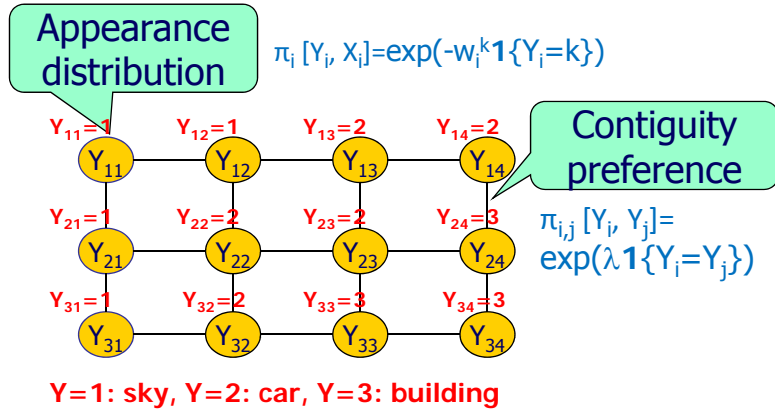 Appearance
distribution
πᵢ [Yᵢ, Xᵢ]=exp(-wᵢᵏ1{Yᵢ=k})
Y₁₁=1 Y₁₂=1 Y₁₃=2 Y₁₄=2
Contiguity
preference
Y₁₁ Y₁₂ Y₁₃ Y₁₄
Y₂₁=1 Y₂₂=2 Y₂₃=2 Y₂₄=3
πᵢ,ⱼ [Yᵢ, Yⱼ]=
exp(λ1{Yᵢ=Yⱼ})
Y₂₁ Y₂₂ Y₂₃ Y₂₄
Y₃₁=1 Y₃₂=2 Y₃₃=3 Y₃₄=3
Y₃₁ Y₃₂ Y₃₃ Y₃₄
Y=1: sky, Y=2: car, Y=3: building